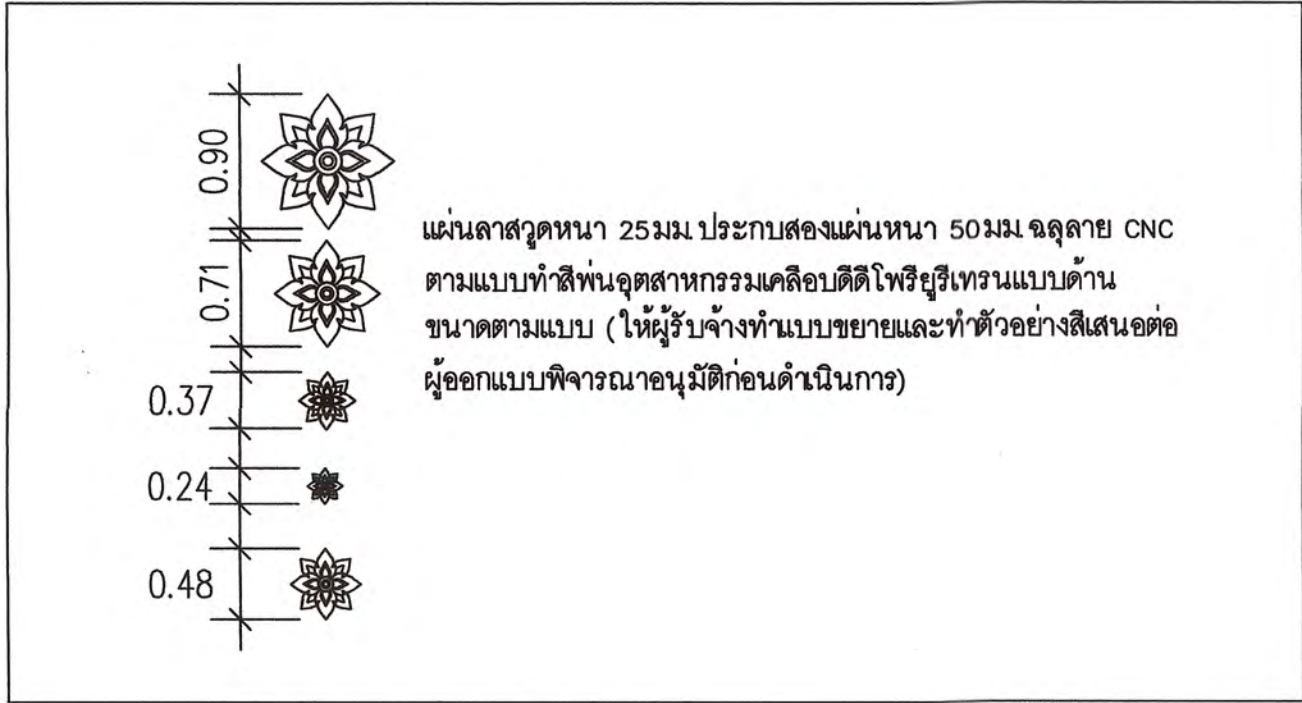 0.90
0.71
0.37
0.24
0.48
แผ่นลาสวูดหนา 25มม.ประกบสองแผ่นหนา 50มม.ฉลุลาย CNC
ตามแบบทำสีพ่นอุตสาหกรรมเคลือบดีดีโพรียูรีเทรนแบบด้าน
ขนาดตามแบบ (ให้ผู้รับจ้างทำแบบขยายและทำตัวอย่างสีเสนอต่อ
ผู้ออกแบบพิจารณาอนุมัติก่อนดำเนินการ)